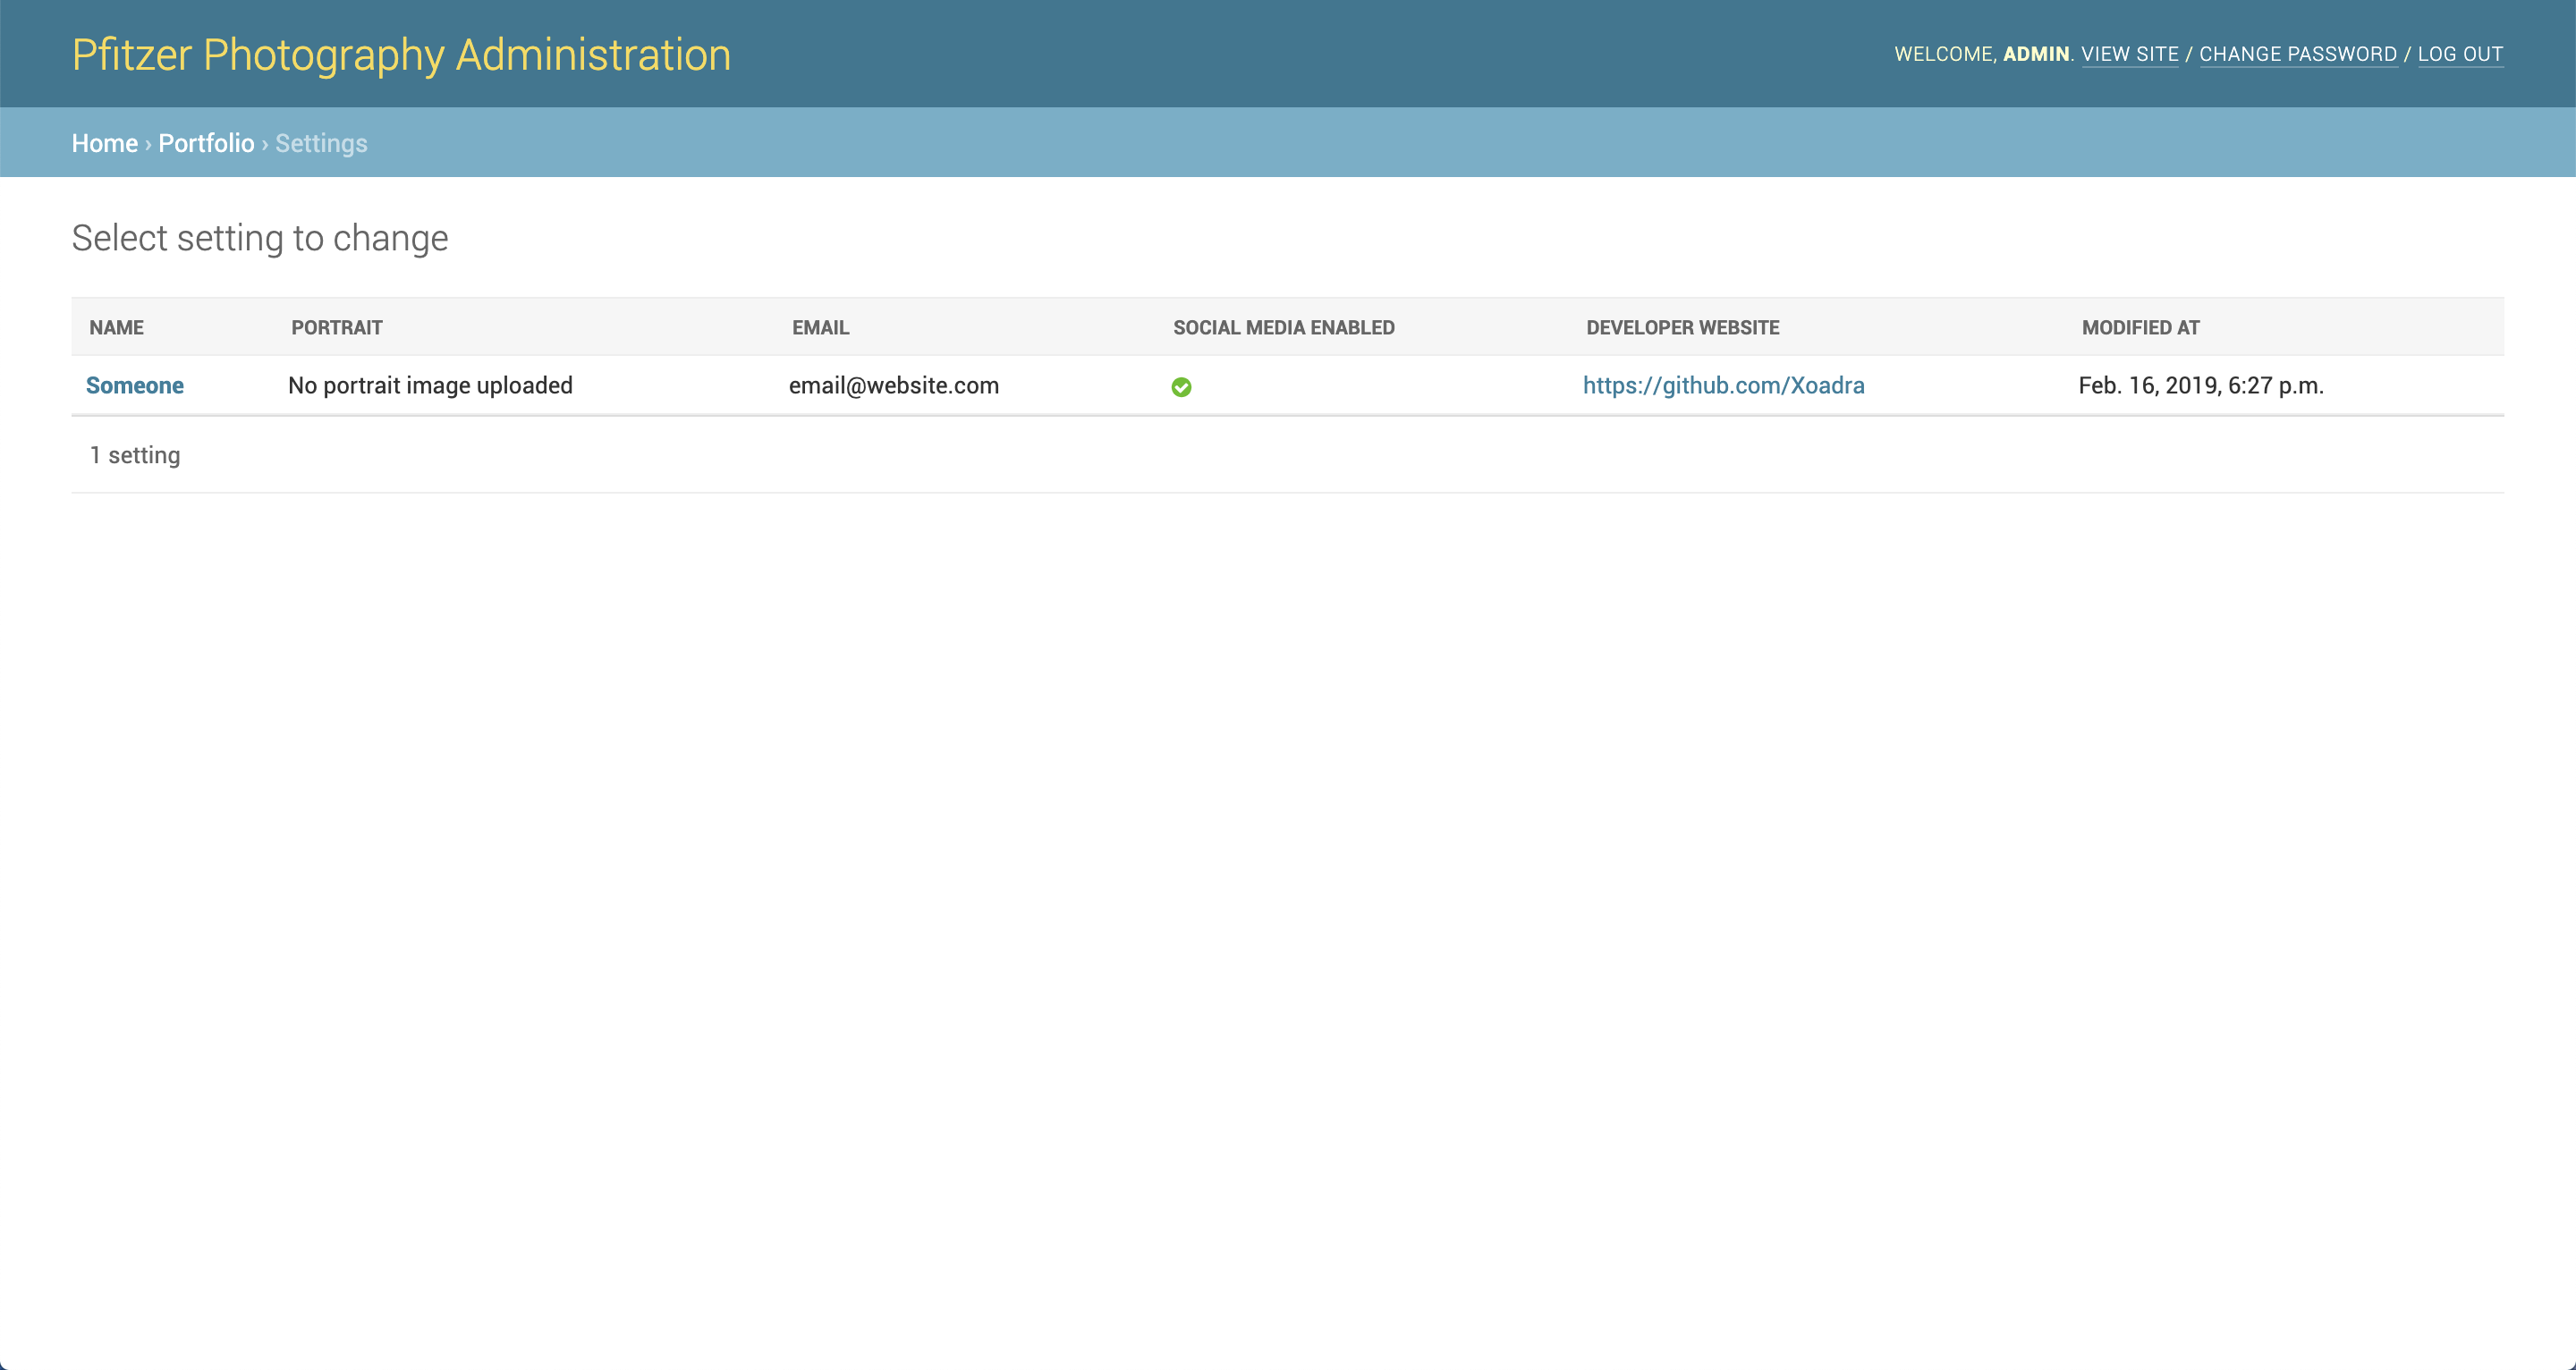 Pfitzer Photography Administration
WELCOME, ADMIN. VIEW SITE / CHANGE PASSWORD / LOG OUT
Home › Portfolio › Settings
Select setting to change
NAME PORTRAIT EMAIL SOCIAL MEDIA ENABLED DEVELOPER WEBSITE MODIFIED AT
Someone No portrait image uploaded email@website.com https://github.com/Xoadra Feb. 16, 2019, 6:27 p.m.
1 setting